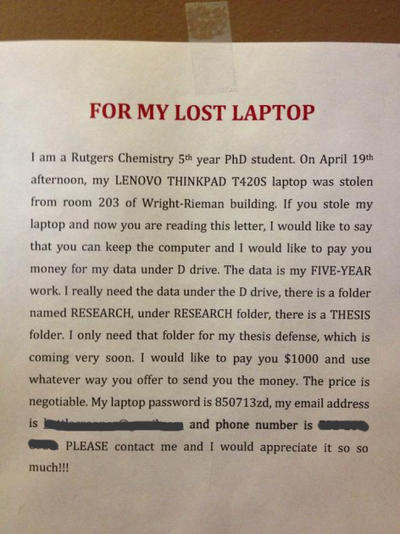 FOR MY LOST LAPTOP
I am a Rutgers Chemistry 5th year PhD student. On April 19th
afternoon, my LENOVO THINKPAD T420S laptop was stolen
from room 203 of Wright-Rieman building. If you stole my
laptop and now you are reading this letter, I would like to say
that you can keep the computer and I would like to pay you
money for my data under D drive. The data is my FIVE-YEAR
work. I really need the data under the D drive, there is a folder
named RESEARCH, under RESEARCH folder, there is a THESIS
folder. I only need that folder for my thesis defense, which is
coming very soon. I would like to pay you $1000 and use
whatever way you offer to send you the money. The price is
negotiable. My laptop password is 850713zd, my email address
is and phone number is
PLEASE contact me and I would appreciate it so so
much!!!